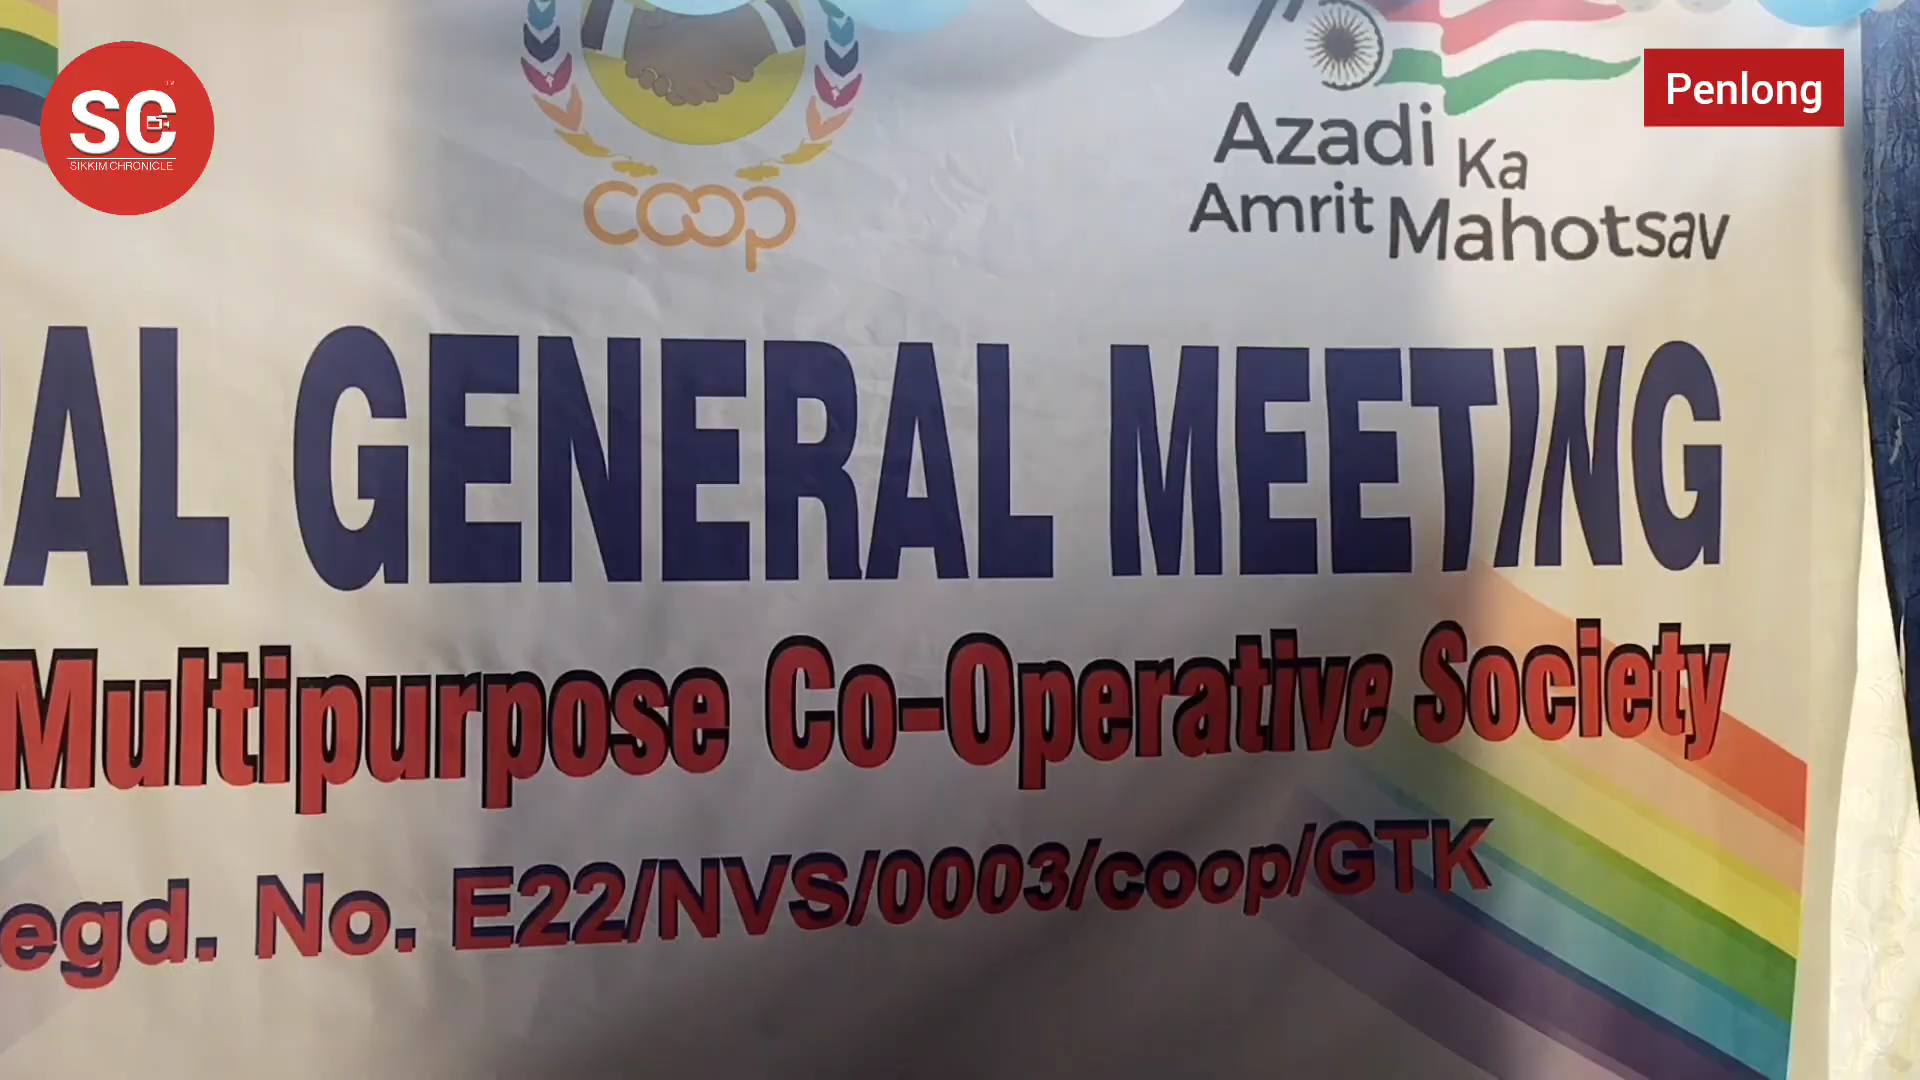 SC
SIKKIM CHRONICLE
Penlong
coop
Azadi Ka
Amrit Mahotsav
AL GENERAL MEETING
Multipurpose Co-Operative Society
egd. No. E22/NVS/0003/coop/GTK